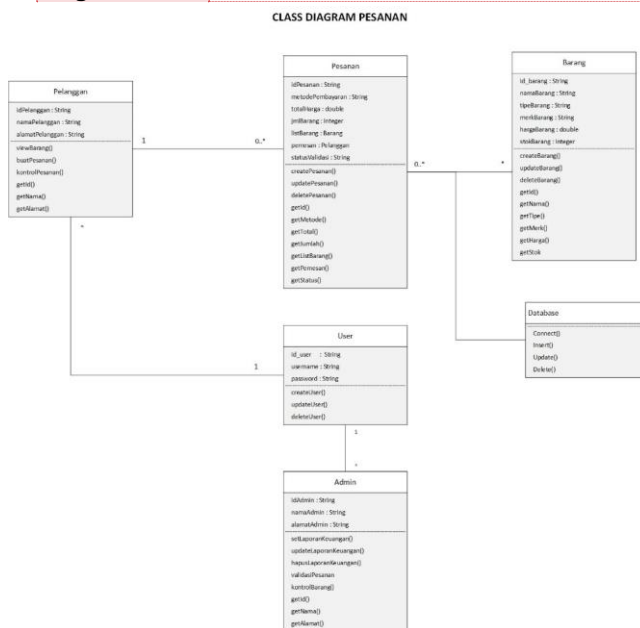 CLASS DIAGRAM PESANAN
Pelanggan
idPelanggan : String
namaPelanggan : String
alamatPelanggan : String
viewBarang()
buatPesanan()
kontrolPesanan()
getId()
getNama()
getAlamat()
1
0..*
Pesanan
idPesanan : String
metodePembayaran : String
totalHarga : double
jmlBarang : Integer
listBarang : Barang
pemesan : Pelanggan
statusValidasi : String
createPesanan()
updatePesanan()
deletePesanan()
getId()
getMetode()
getTotal()
getJumlah()
getListBarang()
getPemesan()
getStatus()
0..*
*
Barang
id_barang : String
namaBarang : String
tipeBarang : String
merkBarang : String
hargaBarang : double
stokBarang : Integer
createBarang()
updateBarang()
deleteBarang()
getId()
getNama()
getTipe()
getMerk()
getHarga()
getStok
Database
Connect()
Insert()
Update()
Delete()
*
1
User
id_user : String
username : String
password : String
createUser()
updateUser()
deleteUser()
1
*
Admin
idAdmin : String
namaAdmin : String
alamatAdmin : String
setLaporanKeuangan()
updateLaporanKeuangan()
hapusLaporanKeuangan()
validasiPesanan
kontrolBarang()
getId()
getNama()
getAlamat()